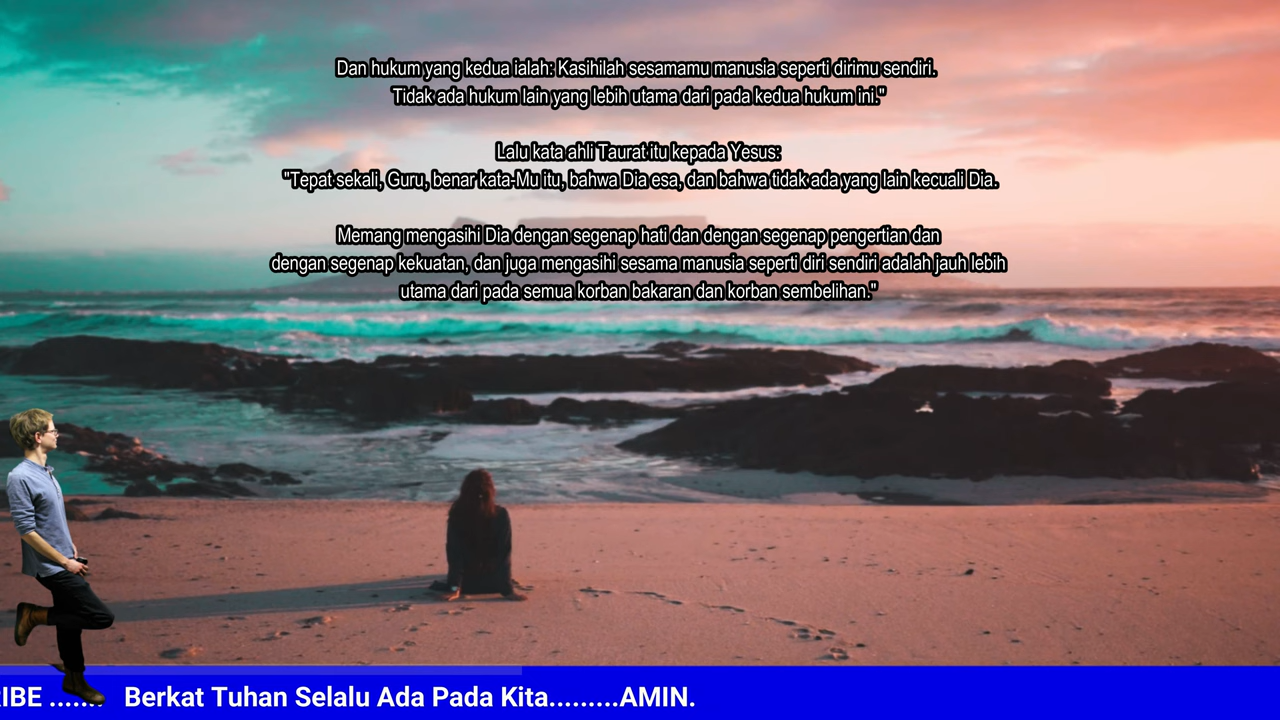 Dan hukum yang kedua ialah: Kasihilah sesamamu manusia seperti dirimu sendiri.
Tidak ada hukum lain yang lebih utama dari pada kedua hukum ini."
Lalu kata ahli Taurat itu kepada Yesus:
"Tepat sekali, Guru, benar kata-Mu itu, bahwa Dia esa, dan bahwa tidak ada yang lain kecuali Dia.
Memang mengasihi Dia dengan segenap hati dan dengan segenap pengertian dan
dengan segenap kekuatan, dan juga mengasihi sesama manusia seperti diri sendiri adalah jauh lebih
utama dari pada semua korban bakaran dan korban sembelihan."
IBE ....... Berkat Tuhan Selalu Ada Pada Kita.........AMIN.